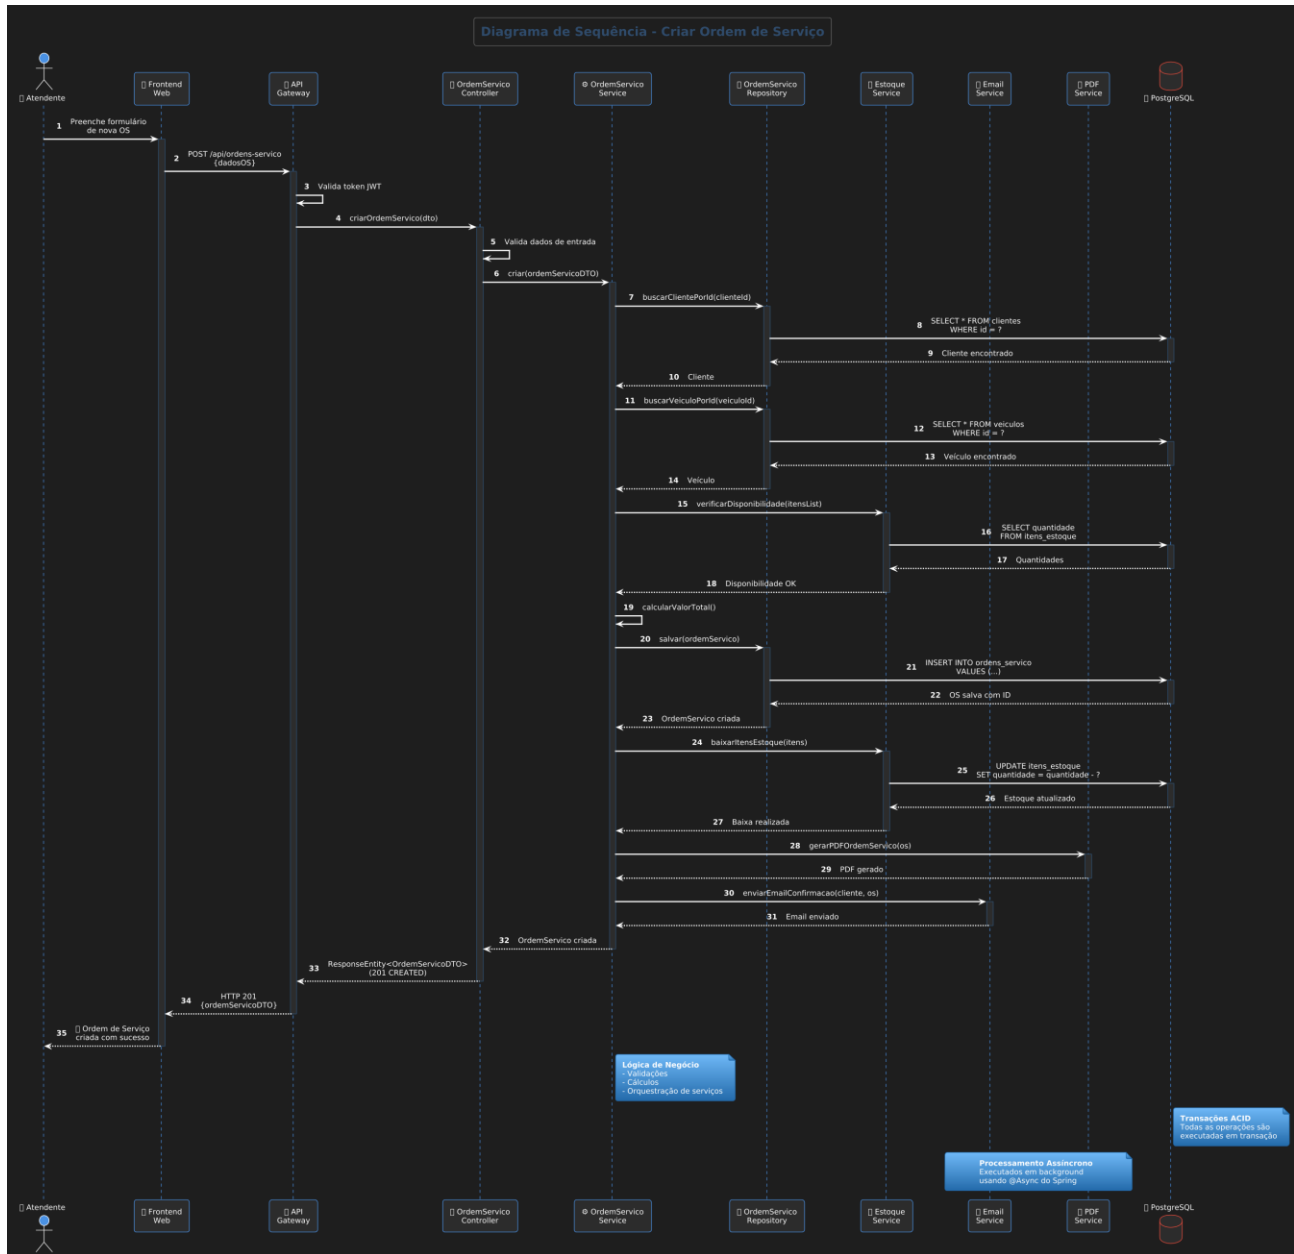 Diagrama de Sequência - Criar Ordem de Serviço
Atendente
Frontend
Web
API
Gateway
OrdemServico
Controller
OrdemServico
Service
OrdemServico
Repository
Estoque
Service
Email
Service
PDF
Service
PostgreSQL
1 Preenche formulário
de nova OS
2 POST /api/ordens-servico
{dadosOS}
3 Valida token JWT
4 criarOrdemServico(dto)
5 Valida dados de entrada
6 criar(ordemServicoDTO)
7 buscarClientePorId(clienteId)
8 SELECT * FROM clientes
WHERE id = ?
9 Cliente encontrado
10 Cliente
11 buscarVeiculoPorId(veiculoId)
12 SELECT * FROM veiculos
WHERE id = ?
13 Veículo encontrado
14 Veículo
15 verificarDisponibilidade(itensList)
16 SELECT quantidade
FROM itens_estoque
17 Quantidades
18 Disponibilidade OK
19 calcularValorTotal()
20 salvar(ordemServico)
21 INSERT INTO ordens_servico
VALUES (...)
22 OS salva com ID
23 OrdemServico criada
24 baixarItensEstoque(itens)
25 UPDATE itens_estoque
SET quantidade = quantidade - ?
26 Estoque atualizado
27 Baixa realizada
28 gerarPDFOrdemServico(os)
29 PDF gerado
30 enviarEmailConfirmacao(cliente, os)
31 Email enviado
32 OrdemServico criada
33 ResponseEntity<OrdemServicoDTO>
(201 CREATED)
34 HTTP 201
{ordemServicoDTO}
35 Ordem de Serviço
criada com sucesso
Lógica de Negócio
- Validações
- Cálculos
- Orquestração de serviços
Transações ACID
Todas as operações são
executadas em transação
Processamento Assíncrono
Executados em background
usando @Async do Spring
Atendente
Frontend
Web
API
Gateway
OrdemServico
Controller
OrdemServico
Service
OrdemServico
Repository
Estoque
Service
Email
Service
PDF
Service
PostgreSQL